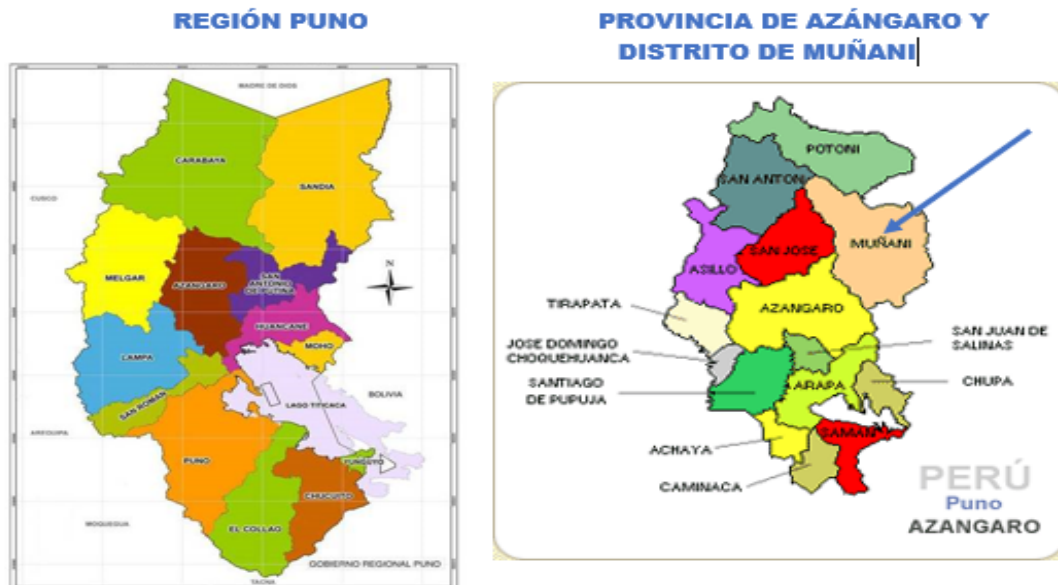 REGIÓN PUNO
MADRE DE DIOS
CARABAYA
SANDIA
CUSCO
MELGAR
AZANGARO
SAN
ANTONIO
DE PUTINA
N
HUANCANE
MOHO
LAMPA
SAN ROMAN
LAGO TITICACA
BOLIVIA
AREQUIPA
PUNO
YUNGUYO
CHUCUITO
MOQUEGUA
EL COLLAO
GOBIERNO REGIONAL PUNO
TACNA
PROVINCIA DE AZÁNGARO Y
DISTRITO DE MUÑANI
POTONI
SAN ANTON
MUÑANI
SAN JOSE
ASILLO
TIRAPATA
AZANGARO
JOSE DOMINGO
CHOQUEHUANCA
SAN JUAN DE
SALINAS
SANTIAGO
DE PUPUJA
ARAPA
CHUPA
ACHAYA
SAMAN
CAMINACA
PERÚ
Puno
AZANGARO